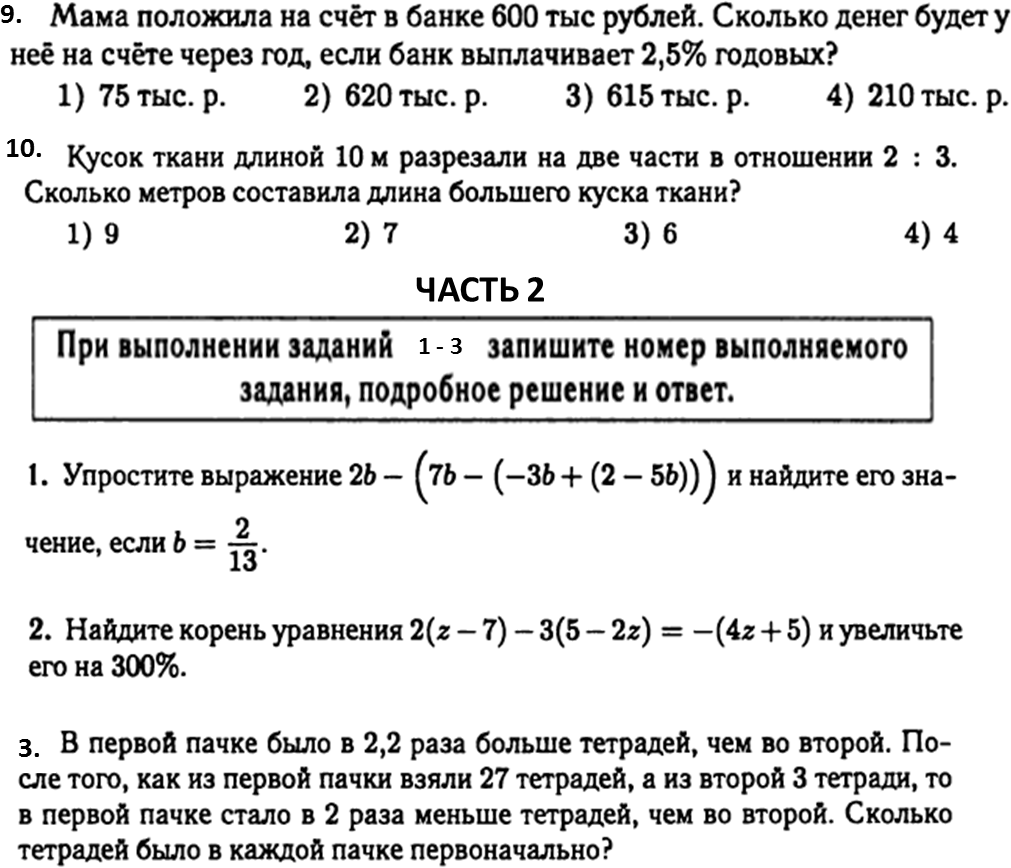 9. Мама положила на счёт в банке 600 тыс рублей. Сколько денег будет у
неё на счёте через год, если банк выплачивает 2,5% годовых?
1) 75 тыс. р. 2) 620 тыс. р. 3) 615 тыс. р. 4) 210 тыс. р.
10. Кусок ткани длиной 10 м разрезали на две части в отношении 2 : 3.
Сколько метров составила длина большего куска ткани?
1) 9 2) 7 3) 6 4) 4
ЧАСТЬ 2
При выполнении заданий 1 - 3 запишите номер выполняемого
задания, подробное решение и ответ.
1. Упростите выражение 2b − (7b − (−3b + (2 − 5b))) и найдите его зна-
чение, если b = 2/13.
2. Найдите корень уравнения 2(z − 7) − 3(5 − 2z) = −(4z + 5) и увеличьте
его на 300%.
3. В первой пачке было в 2,2 раза больше тетрадей, чем во второй. По-
сле того, как из первой пачки взяли 27 тетрадей, а из второй 3 тетради, то
в первой пачке стало в 2 раза меньше тетрадей, чем во второй. Сколько
тетрадей было в каждой пачке первоначально?